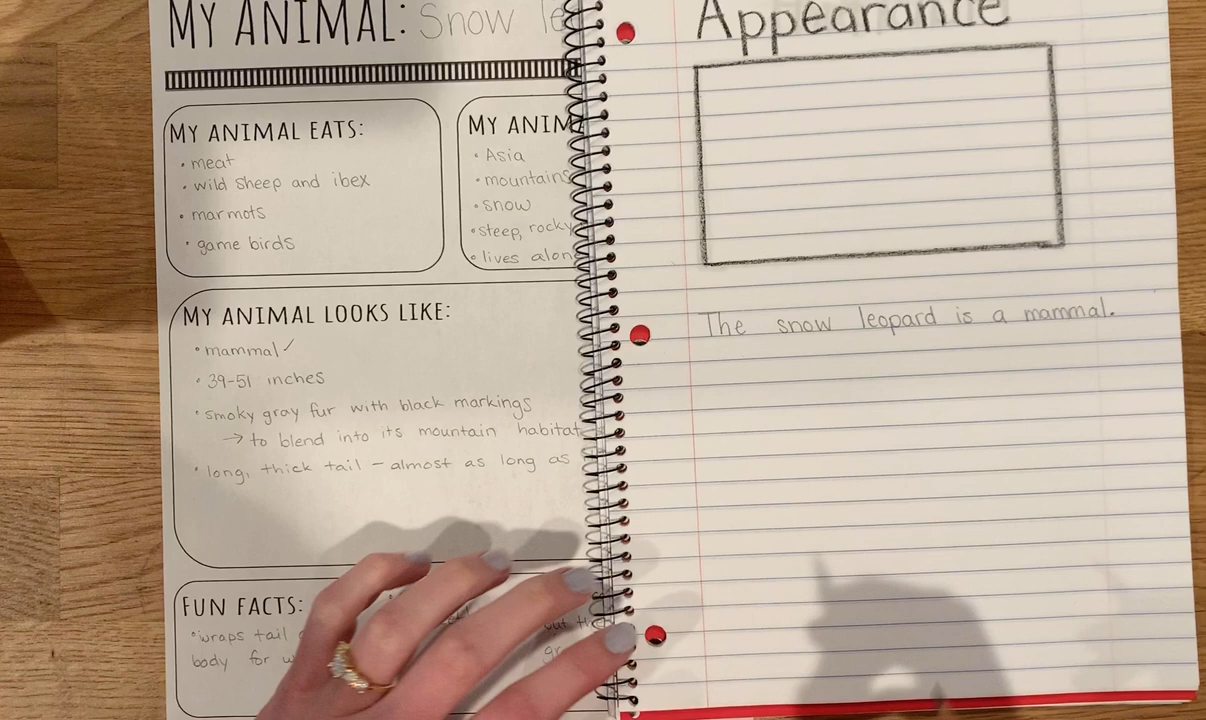 MY ANIMAL: Snow le
MY ANIMAL EATS:
• meat
• wild sheep and ibex
• marmots
• game birds
MY ANIM
• Asia
• mountains
• snow
• steep, rocky
• lives alon
MY ANIMAL LOOKS LIKE:
• mammal ✓
• 39-51 inches
• smoky gray fur with black markings
→ to blend into its mountain habitat
• long, thick tail - almost as long as
FUN FACTS:
• wraps tail
body for w
out th
gr
Appearance
The snow leopard is a mammal.